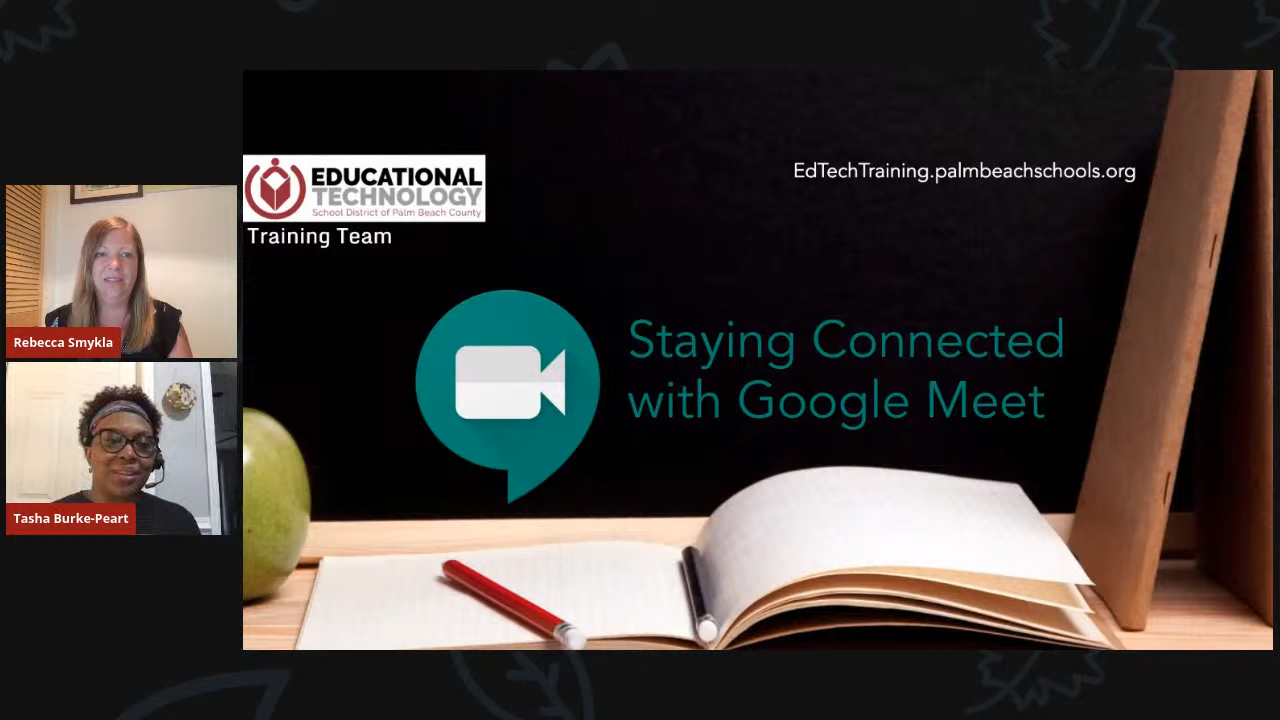 EDUCATIONAL
TECHNOLOGY
School District of Palm Beach County
Training Team
EdTechTraining.palmbeachschools.org
Rebecca Smykla
Staying Connected
with Google Meet
Tasha Burke-Peart